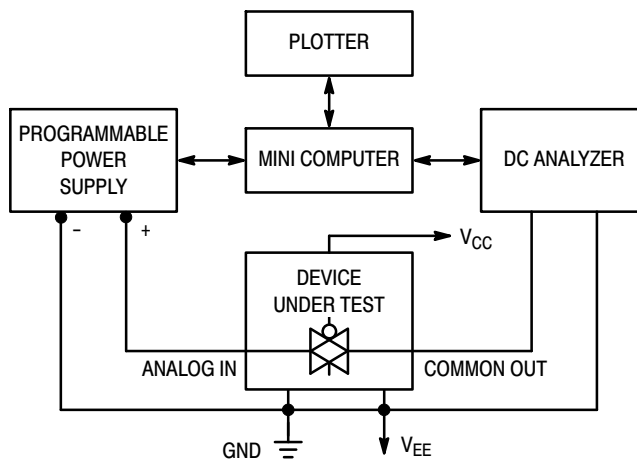 PLOTTER
PROGRAMMABLE
POWER
SUPPLY
MINI COMPUTER
DC ANALYZER
– +
VCC
DEVICE
UNDER TEST
ANALOG IN
COMMON OUT
GND
VEE